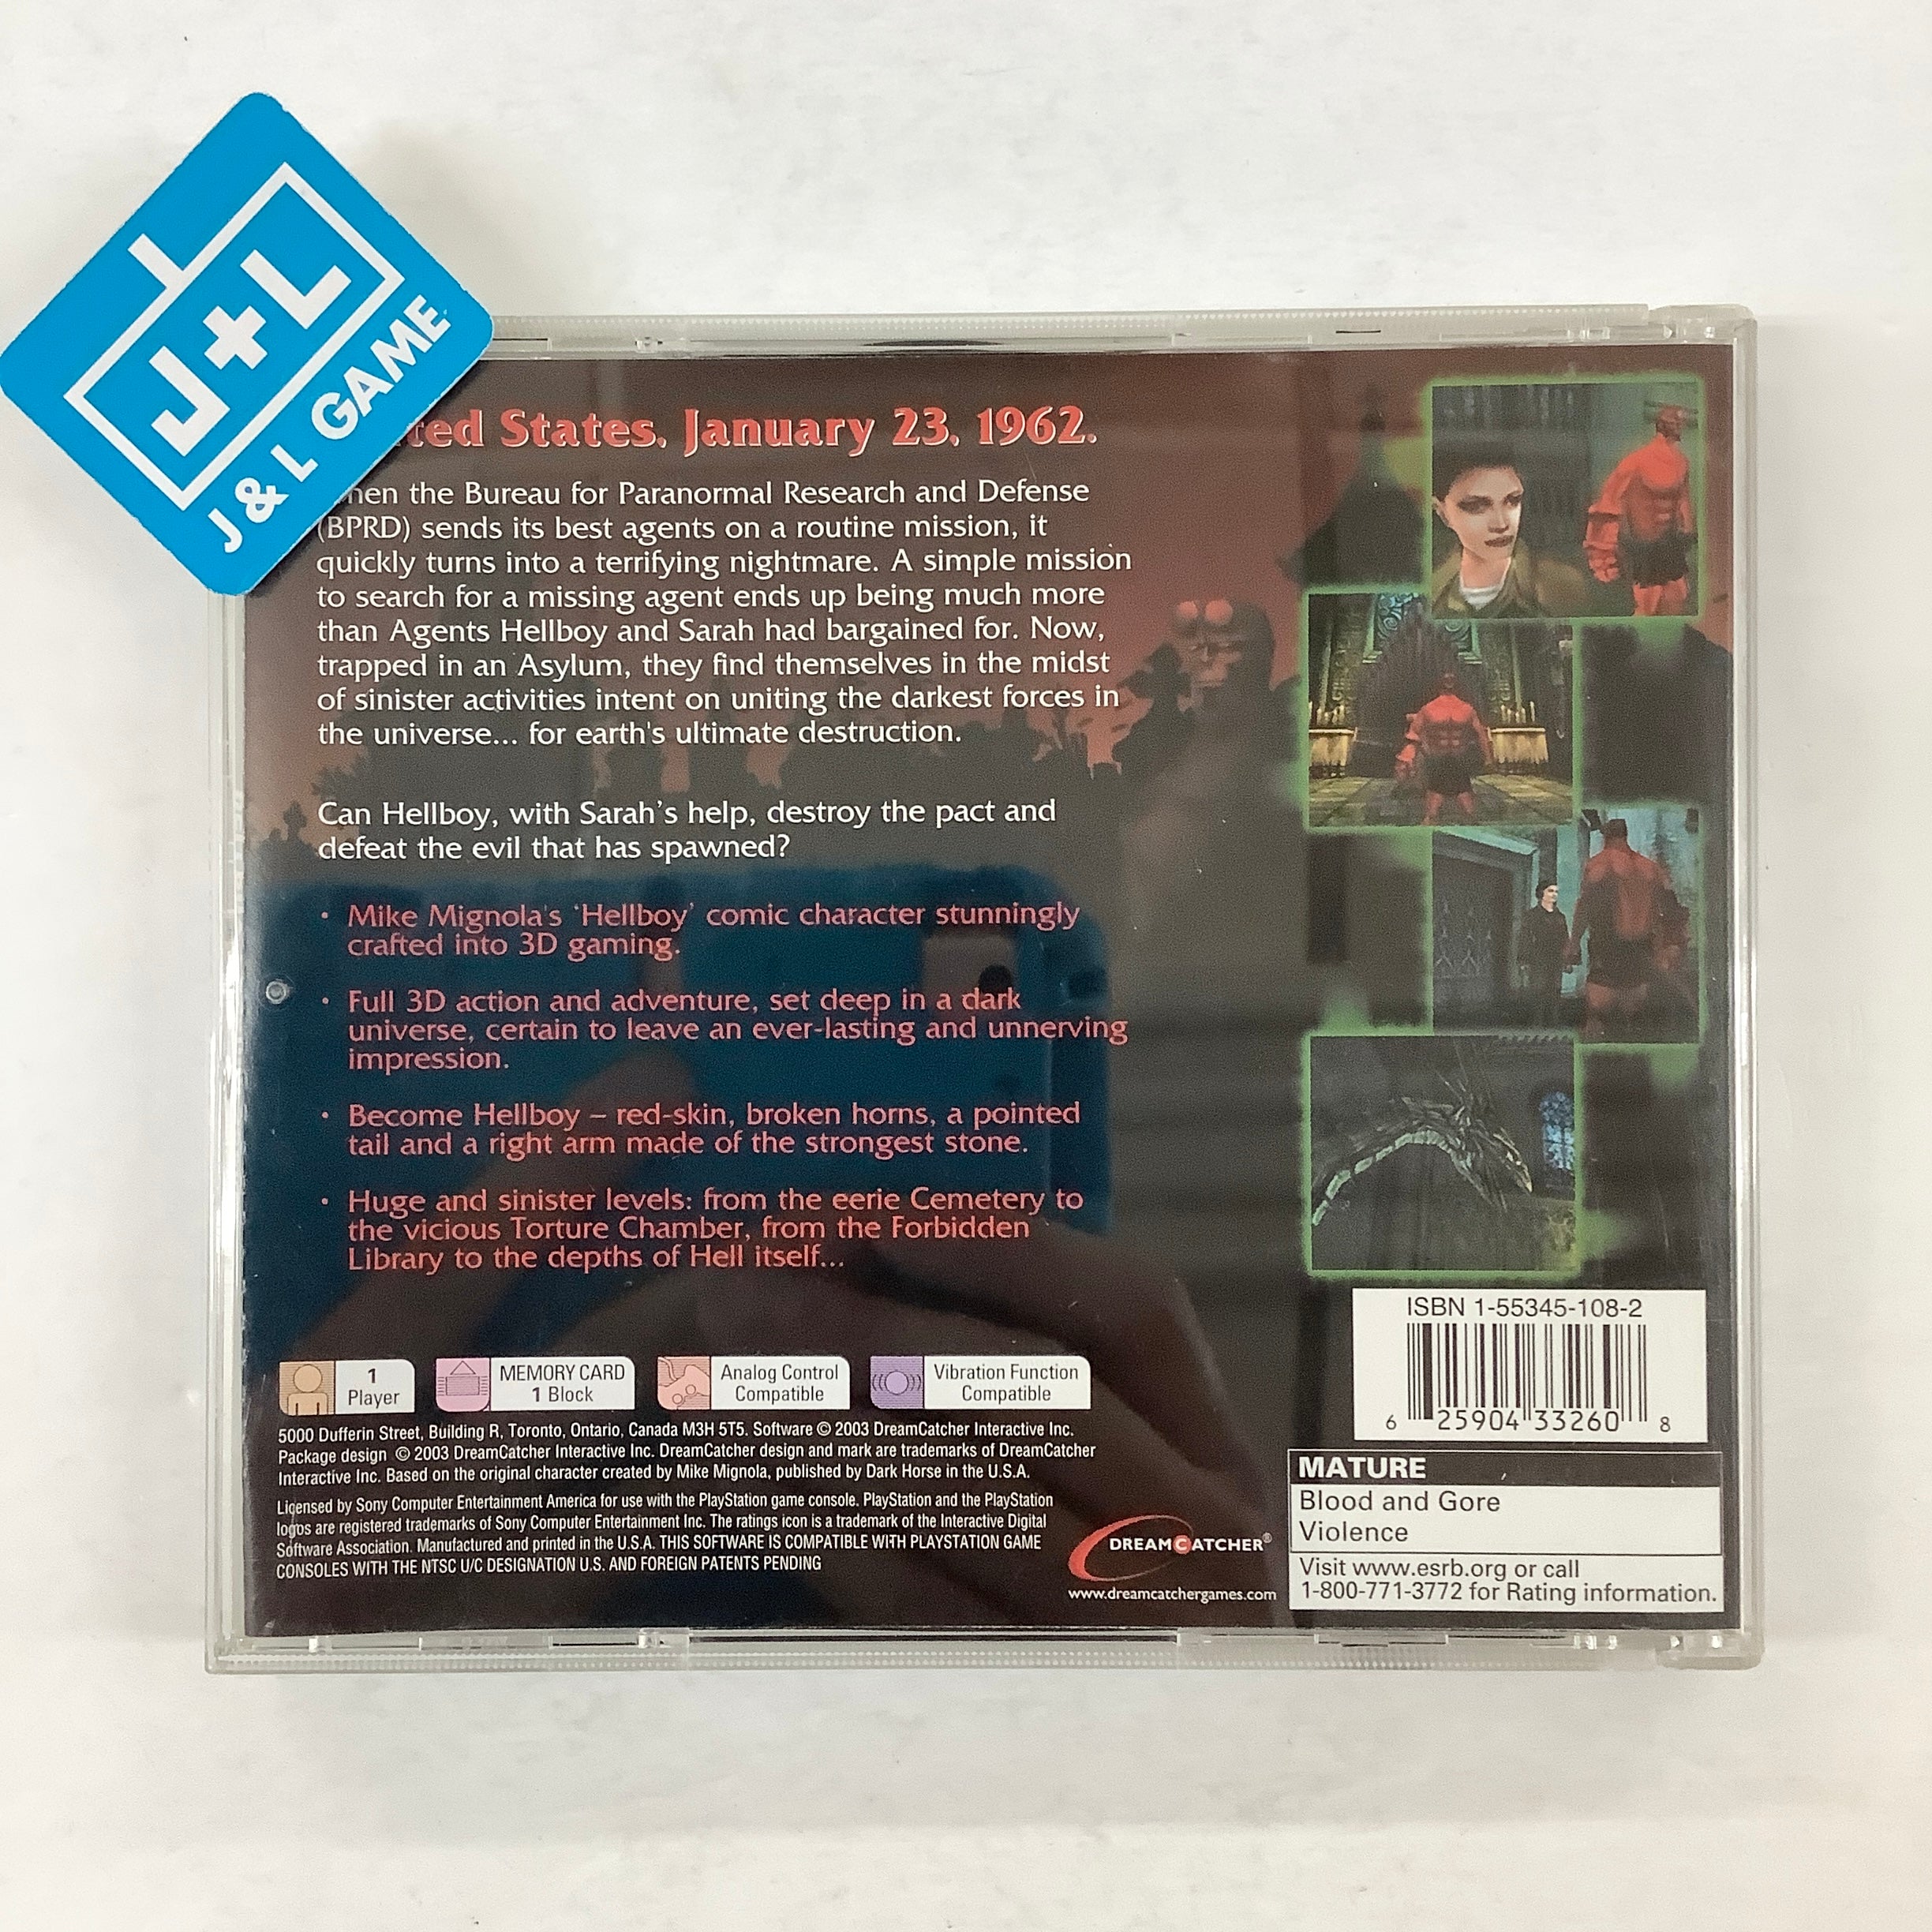 J+L
J & L GAME
States. January 23, 1962.
the Bureau for Paranormal Research and Defense
(BPRD) sends its best agents on a routine mission, it
quickly turns into a terrifying nightmare. A simple mission
to search for a missing agent ends up being much more
than Agents Hellboy and Sarah had bargained for. Now,
trapped in an Asylum, they find themselves in the midst
of sinister activities intent on uniting the darkest forces in
the universe... for earth's ultimate destruction.
Can Hellboy, with Sarah's help, destroy the pact and
defeat the evil that has spawned?
• Mike Mignola's 'Hellboy' comic character stunningly
crafted into 3D gaming.
• Full 3D action and adventure, set deep in a dark
universe, certain to leave an ever-lasting and unnerving
impression.
• Become Hellboy – red-skin, broken horns, a pointed
tail and a right arm made of the strongest stone.
• Huge and sinister levels: from the eerie Cemetery to
the vicious Torture Chamber, from the Forbidden
Library to the depths of Hell itself...
1
Player
MEMORY CARD
1 Block
Analog Control
Compatible
Vibration Function
Compatible
5000 Dufferin Street, Building R, Toronto, Ontario, Canada M3H 5T5. Software © 2003 DreamCatcher Interactive Inc.
Package design © 2003 DreamCatcher Interactive Inc. DreamCatcher design and mark are trademarks of DreamCatcher
Interactive Inc. Based on the original character created by Mike Mignola, published by Dark Horse in the U.S.A.
Licensed by Sony Computer Entertainment America for use with the PlayStation game console. PlayStation and the PlayStation
logos are registered trademarks of Sony Computer Entertainment Inc. The ratings icon is a trademark of the Interactive Digital
Software Association. Manufactured and printed in the U.S.A. THIS SOFTWARE IS COMPATIBLE WITH PLAYSTATION GAME
CONSOLES WITH THE NTSC U/C DESIGNATION U.S. AND FOREIGN PATENTS PENDING
DREAMCATCHER®
www.dreamcatchergames.com
ISBN 1-55345-108-2
6 25904 33260 8
MATURE
Blood and Gore
Violence
Visit www.esrb.org or call
1-800-771-3772 for Rating information.